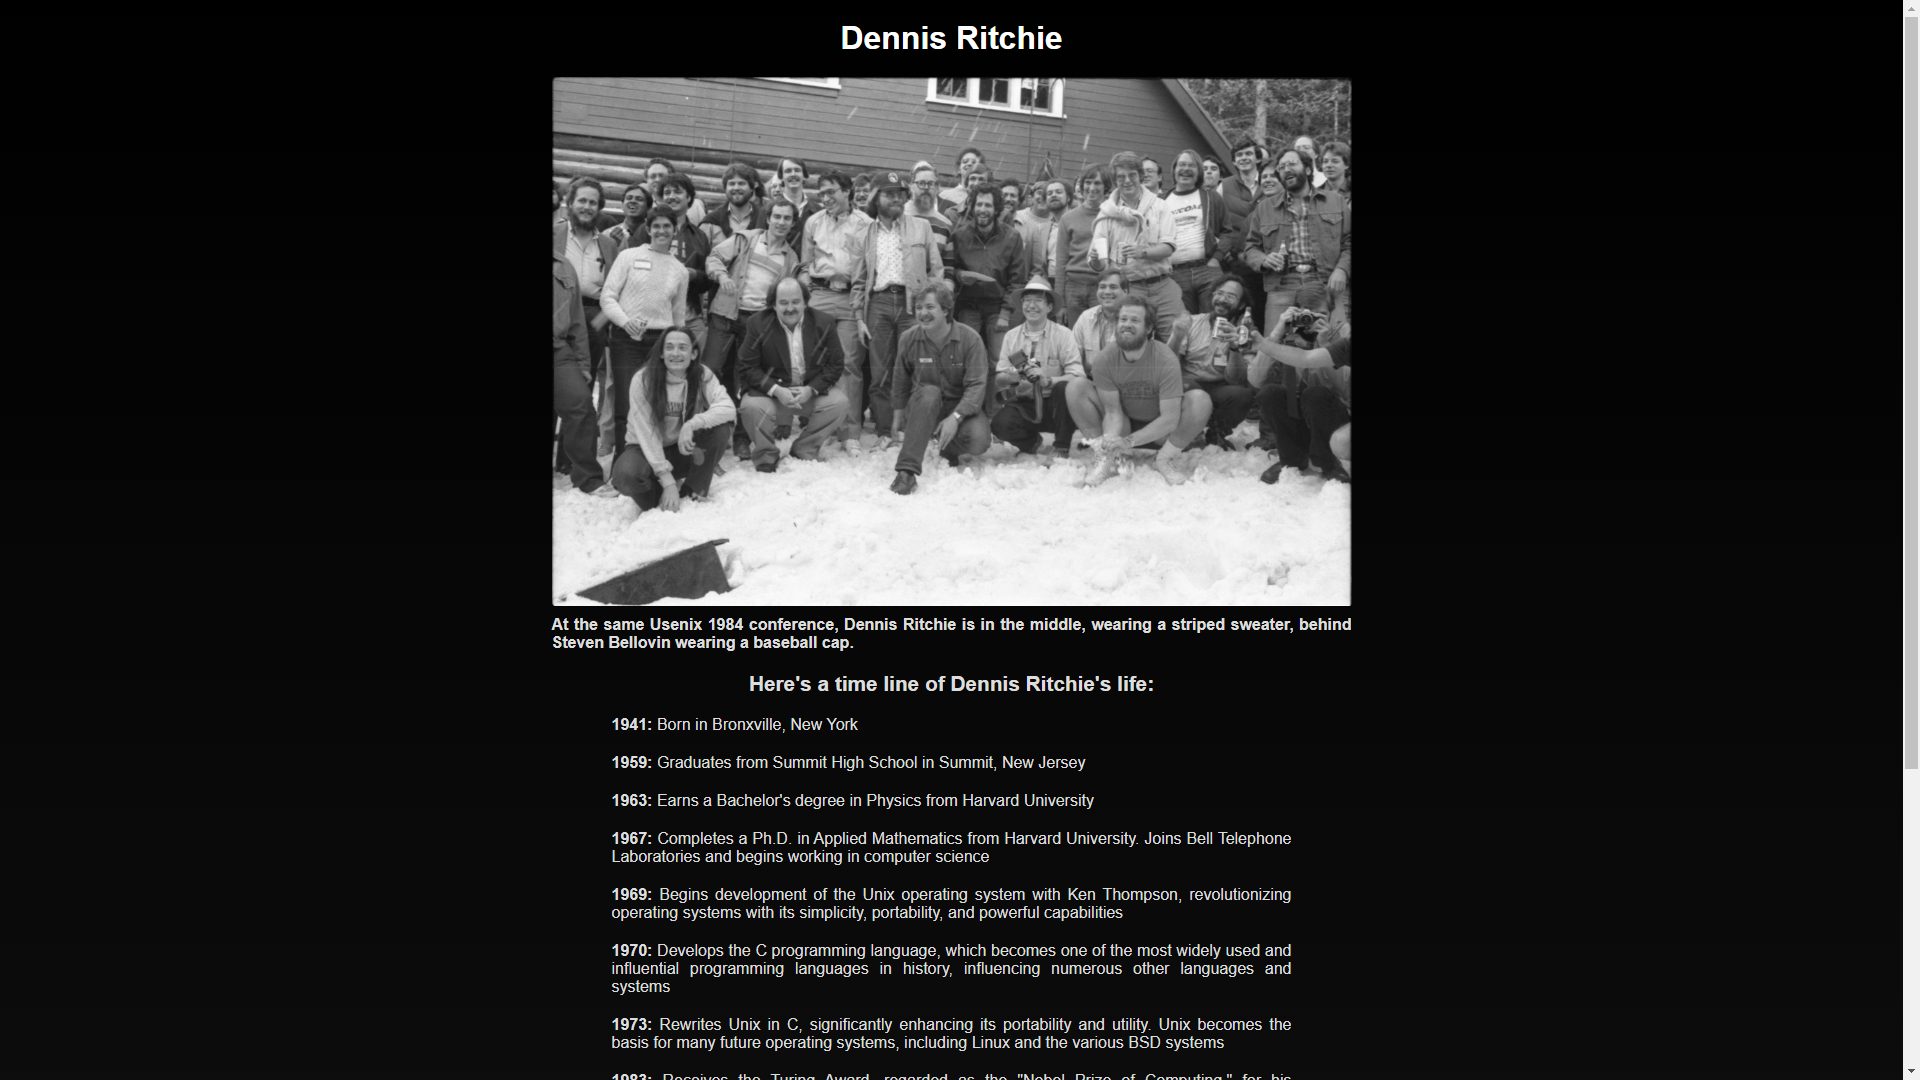 Dennis Ritchie
At the same Usenix 1984 conference, Dennis Ritchie is in the middle, wearing a striped sweater, behind
Steven Bellovin wearing a baseball cap.
Here's a time line of Dennis Ritchie's life:
1941: Born in Bronxville, New York
1959: Graduates from Summit High School in Summit, New Jersey
1963: Earns a Bachelor's degree in Physics from Harvard University
1967: Completes a Ph.D. in Applied Mathematics from Harvard University. Joins Bell Telephone
Laboratories and begins working in computer science
1969: Begins development of the Unix operating system with Ken Thompson, revolutionizing
operating systems with its simplicity, portability, and powerful capabilities
1970: Develops the C programming language, which becomes one of the most widely used and
influential programming languages in history, influencing numerous other languages and
systems
1973: Rewrites Unix in C, significantly enhancing its portability and utility. Unix becomes the
basis for many future operating systems, including Linux and the various BSD systems
1983: Receives the Turing Award, regarded as the "Nobel Prize of Computing," for his